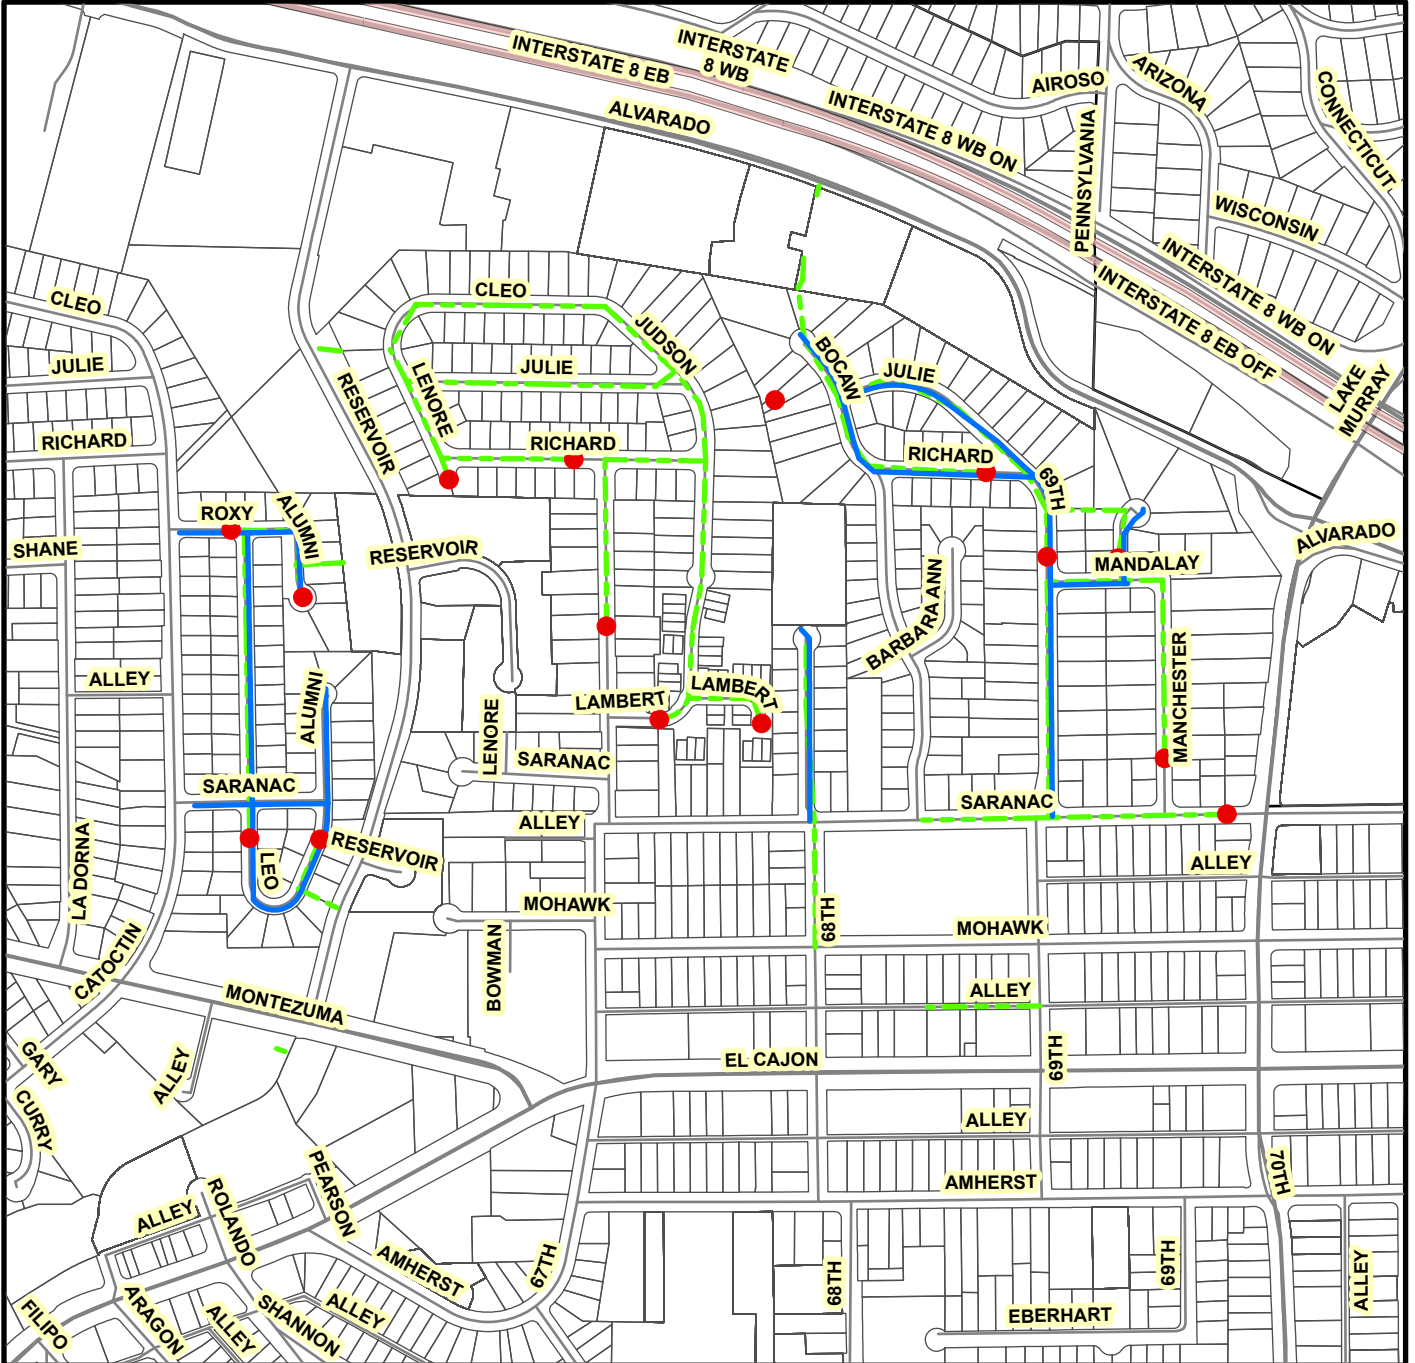 INTERSTATE 8 EB
INTERSTATE
8 WB
INTERSTATE 8 WB ON
AIROSO
ARIZONA
CONNECTICUT
ALVARADO
PENNSYLVANIA
WISCONSIN
INTERSTATE 8 WB ON
INTERSTATE 8 EB OFF
LAKE
MURRAY
CLEO
CLEO
JUDSON
JULIE
JULIE
LENORE
BOCAW
JULIE
RESERVOIR
RICHARD
RICHARD
RICHARD
69TH
ROXY
ALUMNI
SHANE
RESERVOIR
ALVARADO
MANDALAY
BARBARA ANN
ALLEY
ALUMNI
LAMBERT
LAMBERT
MANCHESTER
LENORE
SARANAC
SARANAC
SARANAC
ALLEY
RESERVOIR
LEO
LA DORNA
ALLEY
MOHAWK
68TH
MOHAWK
BOWMAN
CATOCTIN
MONTEZUMA
ALLEY
GARY
ALLEY
EL CAJON
69TH
CURRY
ALLEY
PEARSON
AMHERST
70TH
ALLEY
ROLANDO
AMHERST
67TH
68TH
69TH
ALLEY
FILIPO
ARAGON
ALLEY
SHANNON
ALLEY
EBERHART